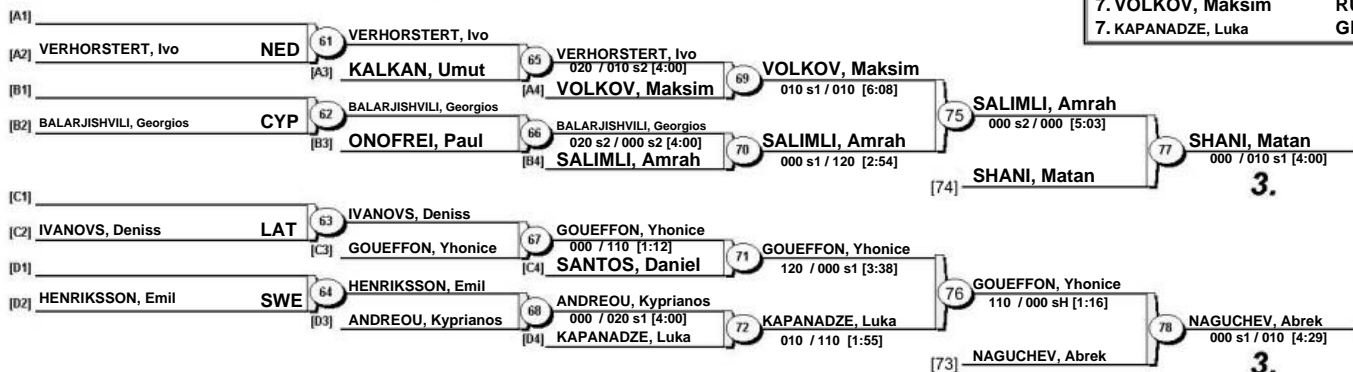 7. VOLKOV, Maksim
7. KAPANADZE, Luka
[A1]
[A2] VERHORSTERT, Ivo NED 61 VERHORSTERT, Ivo
[A3] KALKAN, Umut 65 VERHORSTERT, Ivo
020 / 010 s2 [4:00]
[A4] VOLKOV, Maksim 69 VOLKOV, Maksim
010 s1 / 010 [6:08]
[B1]
[B2] BALARJISHVILI, Georgios CYP 62 BALARJISHVILI, Georgios
[B3] ONOFREI, Paul 66 BALARJISHVILI, Georgios
020 s2 / 000 s2 [4:00]
[B4] SALIMLI, Amrah 70 SALIMLI, Amrah
000 s1 / 120 [2:54]
75 SALIMLI, Amrah
000 s2 / 000 [5:03]
[74] SHANI, Matan 77 SHANI, Matan
000 / 010 s1 [4:00]
3.
[C1]
[C2] IVANOVS, Deniss LAT 63 IVANOVS, Deniss
[C3] GOUEFFON, Yhonice 67 GOUEFFON, Yhonice
000 / 110 [1:12]
[C4] SANTOS, Daniel 71 GOUEFFON, Yhonice
120 / 000 s1 [3:38]
[D1]
[D2] HENRIKSSON, Emil SWE 64 HENRIKSSON, Emil
[D3] ANDREOU, Kyprianos 68 ANDREOU, Kyprianos
000 / 020 s1 [4:00]
[D4] KAPANADZE, Luka 72 KAPANADZE, Luka
010 / 110 [1:55]
76 GOUEFFON, Yhonice
110 / 000 sH [1:16]
[73] NAGUCHEV, Abrek 78 NAGUCHEV, Abrek
000 s1 / 010 [4:29]
3.